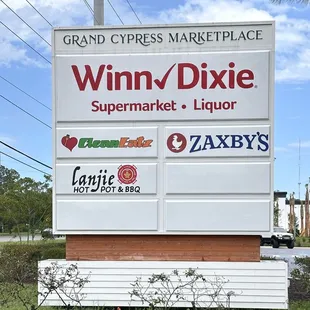 GRAND CYPRESS MARKETPLACE
Winn✓Dixie
Supermarket • Liquor
CleanEatz
ZAXBY'S
lanjie
HOT POT & BBQ